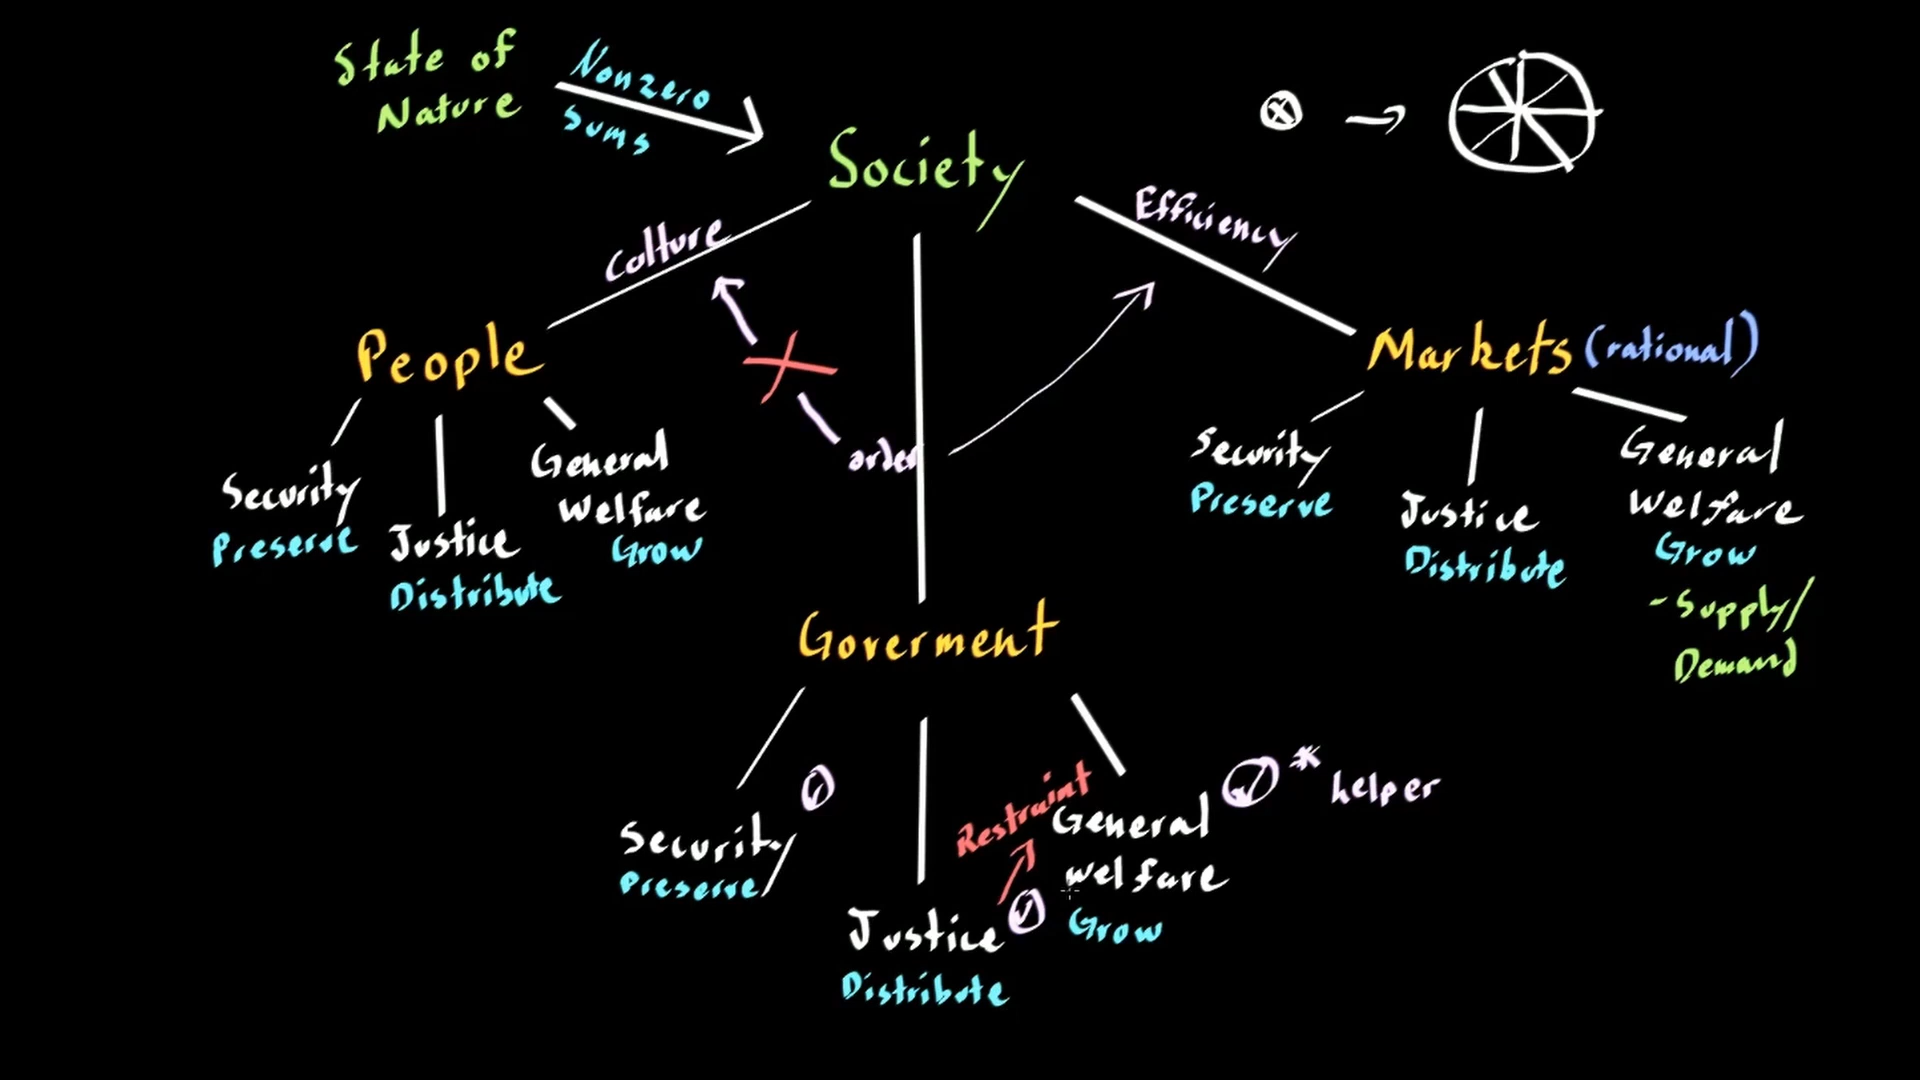 State of
Nature
Nonzero
Sums
Society
Culture
Efficiency
People
Markets (rational)
order
Security
Preserve
Justice
Distribute
General
Welfare
Grow
Security
Preserve
Justice
Distribute
General
Welfare
Grow
- Supply/
Demand
Goverment
Security
Preserve
Justice
Distribute
Restraint
General
welfare
Grow
* helper